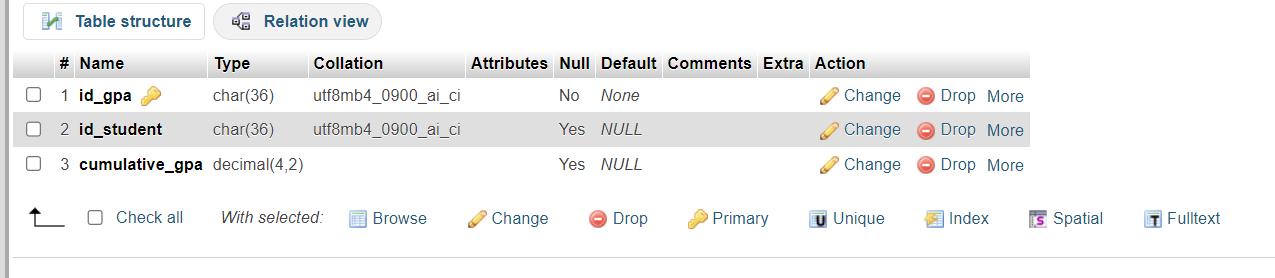 Table structure Relation view
# Name Type Collation Attributes Null Default Comments Extra Action
1 id_gpa char(36) utf8mb4_0900_ai_ci No None Change Drop More
2 id_student char(36) utf8mb4_0900_ai_ci Yes NULL Change Drop More
3 cumulative_gpa decimal(4,2) Yes NULL Change Drop More
Check all With selected: Browse Change Drop Primary Unique Index Spatial Fulltext